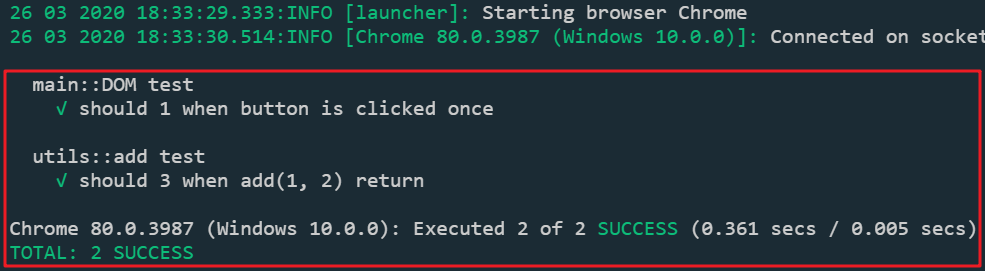 26 03 2020 18:33:29.333:INFO [launcher]: Starting browser Chrome
26 03 2020 18:33:30.514:INFO [Chrome 80.0.3987 (Windows 10.0.0)]: Connected on socket
main::DOM test
√ should 1 when button is clicked once
utils::add test
√ should 3 when add(1, 2) return
Chrome 80.0.3987 (Windows 10.0.0): Executed 2 of 2 SUCCESS (0.361 secs / 0.005 secs)
TOTAL: 2 SUCCESS